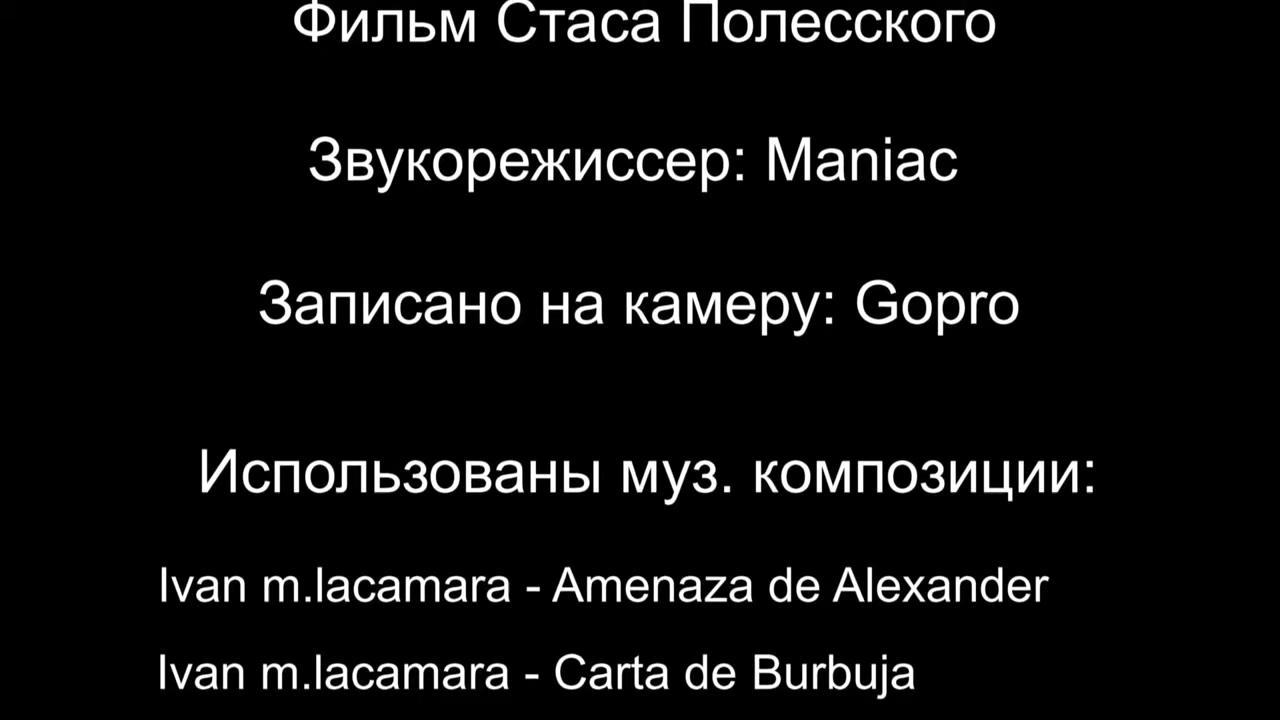 Фильм Стаса Полесского
Звукорежиссер: Maniac
Записано на камеру: Gopro
Использованы муз. композиции:
Ivan m.lacamara - Amenaza de Alexander
Ivan m.lacamara - Carta de Burbuja